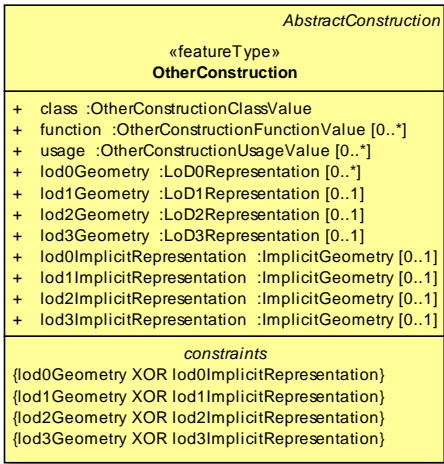 AbstractConstruction
«featureType»
OtherConstruction
+ class :OtherConstructionClassValue
+ function :OtherConstructionFunctionValue [0..*]
+ usage :OtherConstructionUsageValue [0..*]
+ lod0Geometry :LoD0Representation [0..*]
+ lod1Geometry :LoD1Representation [0..1]
+ lod2Geometry :LoD2Representation [0..1]
+ lod3Geometry :LoD3Representation [0..1]
+ lod0ImplicitRepresentation :ImplicitGeometry [0..1]
+ lod1ImplicitRepresentation :ImplicitGeometry [0..1]
+ lod2ImplicitRepresentation :ImplicitGeometry [0..1]
+ lod3ImplicitRepresentation :ImplicitGeometry [0..1]
constraints
{lod0Geometry XOR lod0ImplicitRepresentation}
{lod1Geometry XOR lod1ImplicitRepresentation}
{lod2Geometry XOR lod2ImplicitRepresentation}
{lod3Geometry XOR lod3ImplicitRepresentation}